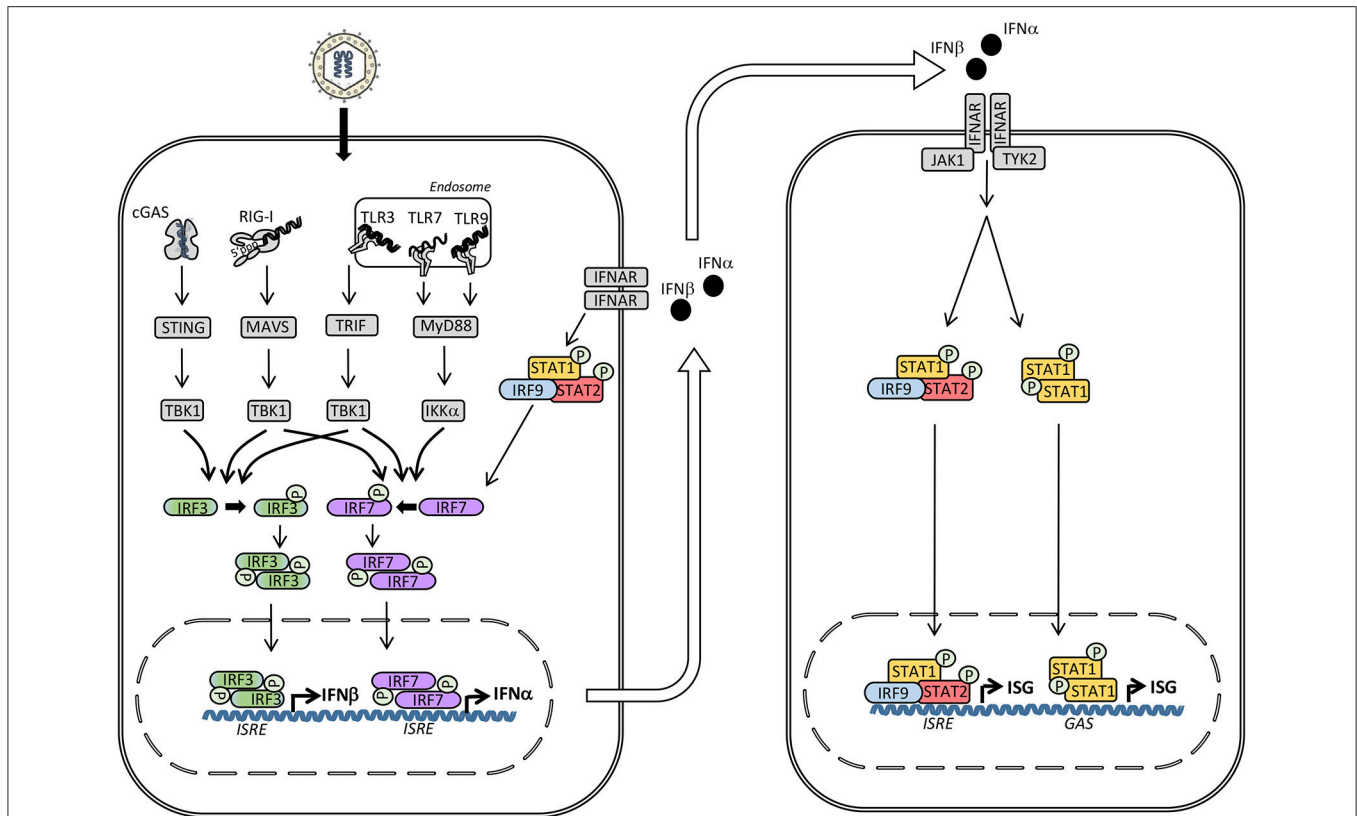 IFNα
IFNβ
IFNAR
IFNAR
JAK1
TYK2
Endosome
cGAS
RIG-I
5'ppp
TLR3
TLR7
TLR9
IFNAR
IFNAR
IFNα
IFNβ
STING
MAVS
TRIF
MyD88
STAT1
P
P
IRF9
STAT2
TBK1
TBK1
TBK1
IKKα
STAT1
P
P
IRF9
STAT2
P
STAT1
P
STAT1
IRF3
IRF3
P
IRF7
P
IRF7
IRF3
P
P
IRF3
IRF7
P
P
IRF7
IRF3
P
P
IRF3
IFNβ
ISRE
IRF7
P
P
IRF7
IFNα
ISRE
STAT1
P
P
IRF9
STAT2
ISG
ISRE
P
STAT1
P
STAT1
ISG
GAS